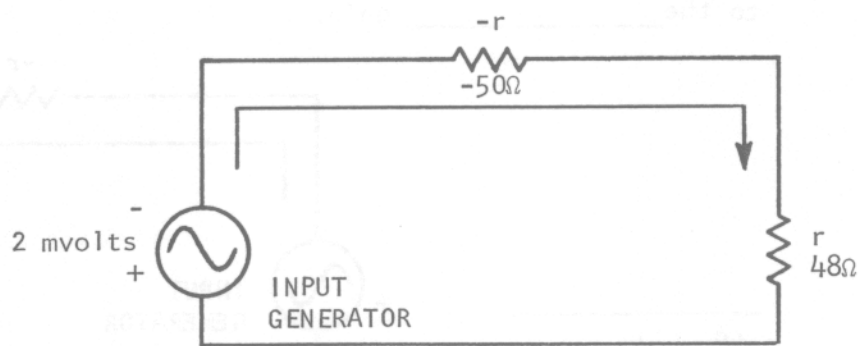 -r
-50Ω
-
2 mvolts
+
INPUT
GENERATOR
r
48Ω